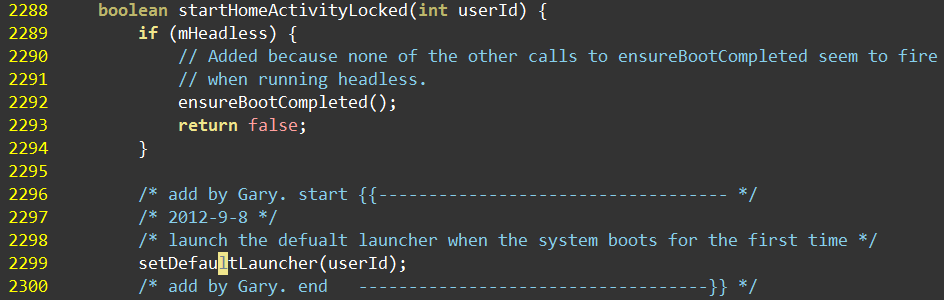 2288     boolean startHomeActivityLocked(int userId) {
2289         if (mHeadless) {
2290             // Added because none of the other calls to ensureBootCompleted seem to fire
2291             // when running headless.
2292             ensureBootCompleted();
2293             return false;
2294         }
2295
2296         /* add by Gary. start {{----------------------------------- */
2297         /* 2012-9-8 */
2298         /* launch the defualt launcher when the system boots for the first time */
2299         setDefaultLauncher(userId);
2300         /* add by Gary. end   -----------------------------------}} */